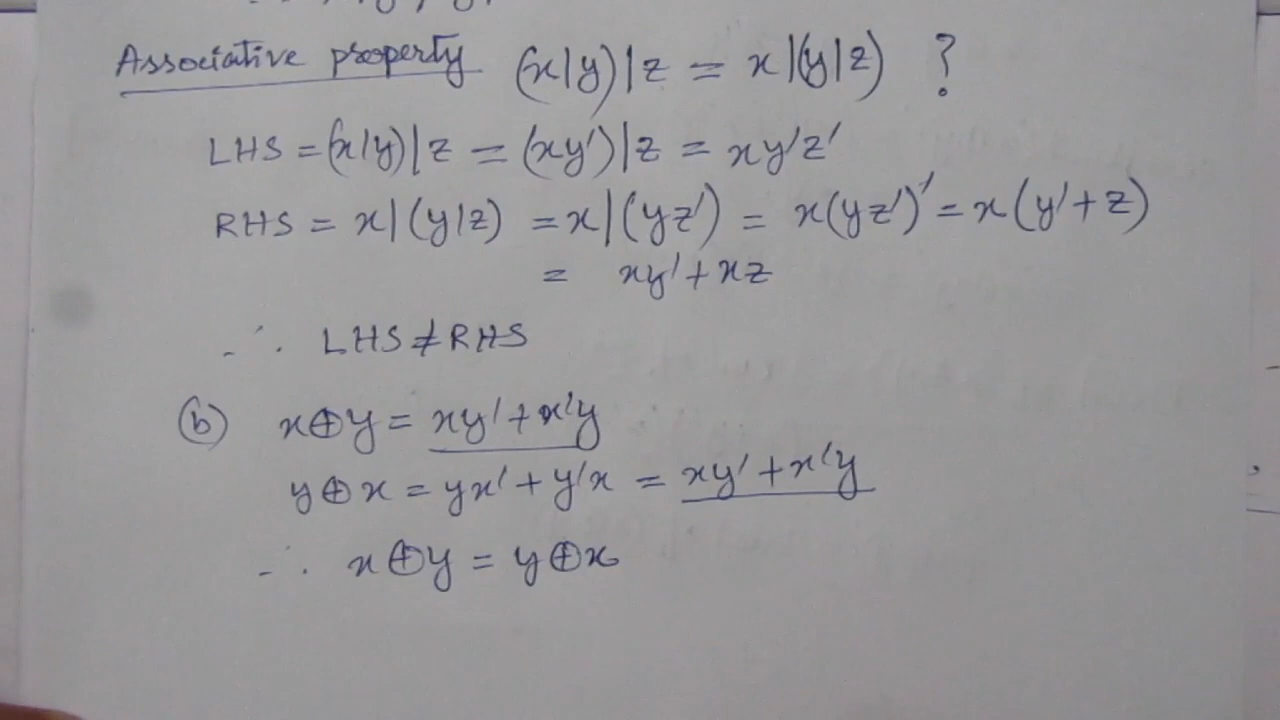 Associative property (x|y)|z = x|(y|z) ?
LHS = (x|y)|z = (xy')|z = xy'z'
RHS = x|(y|z) = x|(yz') = x(yz')' = x(y'+z)
= xy'+xz
∴ LHS ≠ RHS
(b) x⊕y = xy'+x'y
y⊕x = yx'+y'x = xy'+x'y
∴ x⊕y = y⊕x